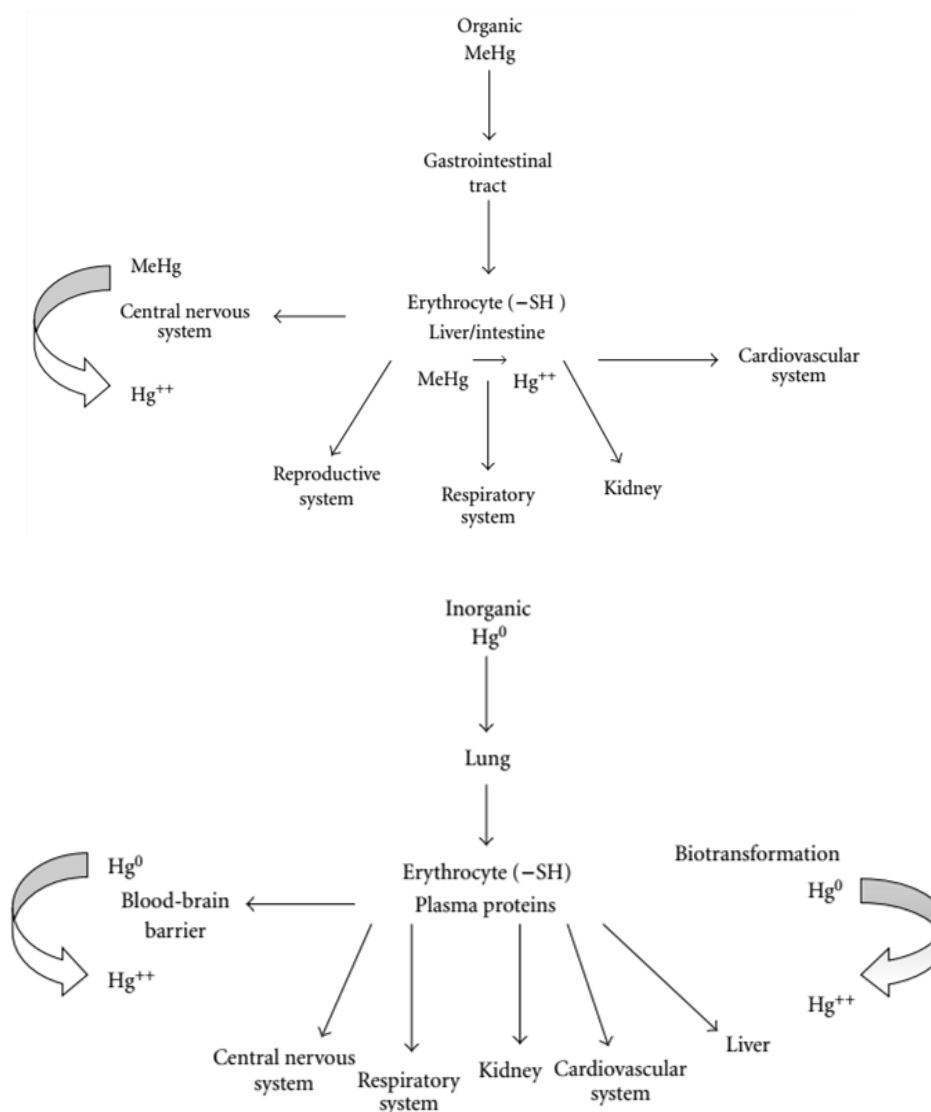 Organic
MeHg
Gastrointestinal
tract
MeHg
Central nervous
system
Hg⁺⁺
Erythrocyte (−SH )
Liver/intestine
MeHg
Hg⁺⁺
Cardiovascular
system
Reproductive
system
Respiratory
system
Kidney
Inorganic
Hg⁰
Lung
Hg⁰
Blood-brain
barrier
Hg⁺⁺
Erythrocyte (−SH)
Plasma proteins
Biotransformation
Hg⁰
Hg⁺⁺
Central nervous
system
Respiratory
system
Kidney
Cardiovascular
system
Liver